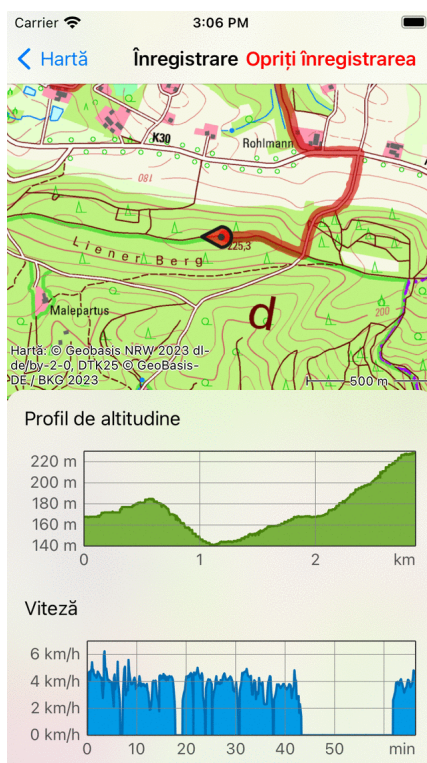 Carrier 3:06 PM
Hartă Înregistrare Opriți înregistrarea
K30
Rohlmann
180
225,3
Liener Berg
Malepartus
d
200
Hartă: © Geobasis NRW 2023 dl-
de/by-2-0, DTK25 © GeoBasis-
DE / BKG 2023
500 m
Profil de altitudine
220 m
200 m
180 m
160 m
140 m
0 1 2 km
Viteză
6 km/h
4 km/h
2 km/h
0 km/h
0 10 20 30 40 50 min